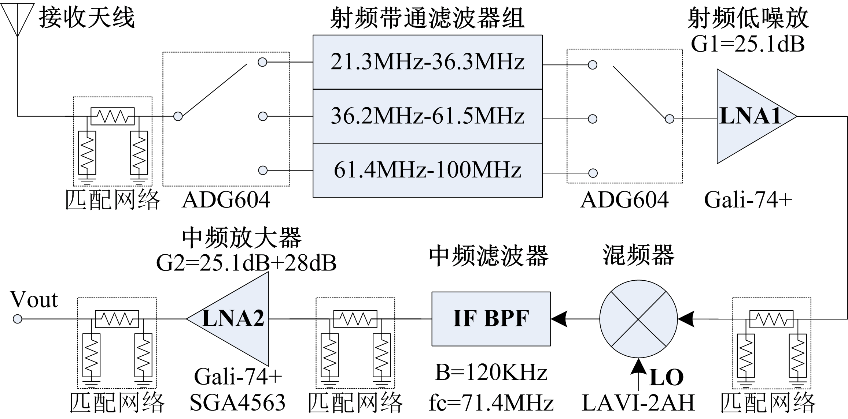 接收天线
射频带通滤波器组
射频低噪放
G1=25.1dB
21.3MHz-36.3MHz
36.2MHz-61.5MHz
61.4MHz-100MHz
LNA1
匹配网络
ADG604
ADG604
Gali-74+
中频放大器
G2=25.1dB+28dB
中频滤波器
混频器
Vout
LNA2
IF BPF
LO
匹配网络
Gali-74+
SGA4563
匹配网络
B=120KHz
fc=71.4MHz
LAVI-2AH
匹配网络